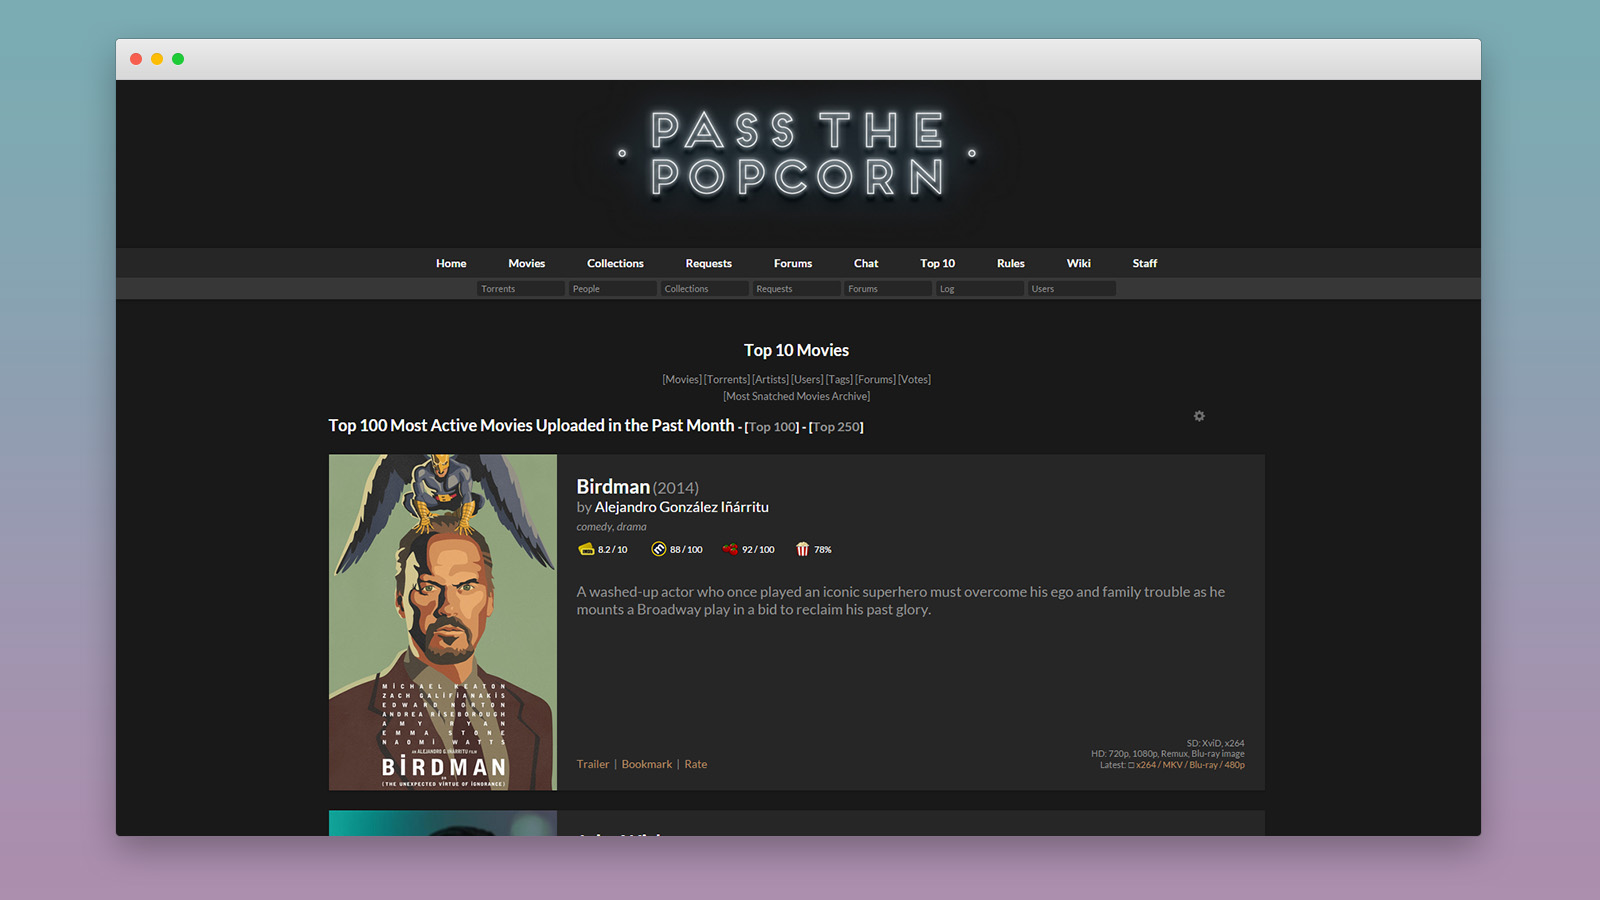 PASS THE
POPCORN
Home Movies Collections Requests Forums Chat Top 10 Rules Wiki Staff
Torrents People Collections Requests Forums Log Users
Top 10 Movies
[Movies] [Torrents] [Artists] [Users] [Tags] [Forums] [Votes]
[Most Snatched Movies Archive]
Top 100 Most Active Movies Uploaded in the Past Month - [Top 100] - [Top 250]
MiCHAEL KEATON
ZACH GALiFiANAKiS
EDWARD NORTON
ANDREA RiSEBOROUGH
AMY RYAN
EMMA STONE
NAOMi WATTS
AN ALEJANDRO G. IÑÁRRITU FILM
BiRDMAN
OR
(THE UNEXPECTED VIRTUE OF IGNORANCE)
Birdman (2014)
by Alejandro González Iñárritu
comedy, drama
8.2 / 10 88 / 100 92 / 100 78%
A washed-up actor who once played an iconic superhero must overcome his ego and family trouble as he
mounts a Broadway play in a bid to reclaim his past glory.
SD: XviD, x264
HD: 720p, 1080p, Remux, Blu-ray image
Latest: □ x264 / MKV / Blu-ray / 480p
Trailer | Bookmark | Rate